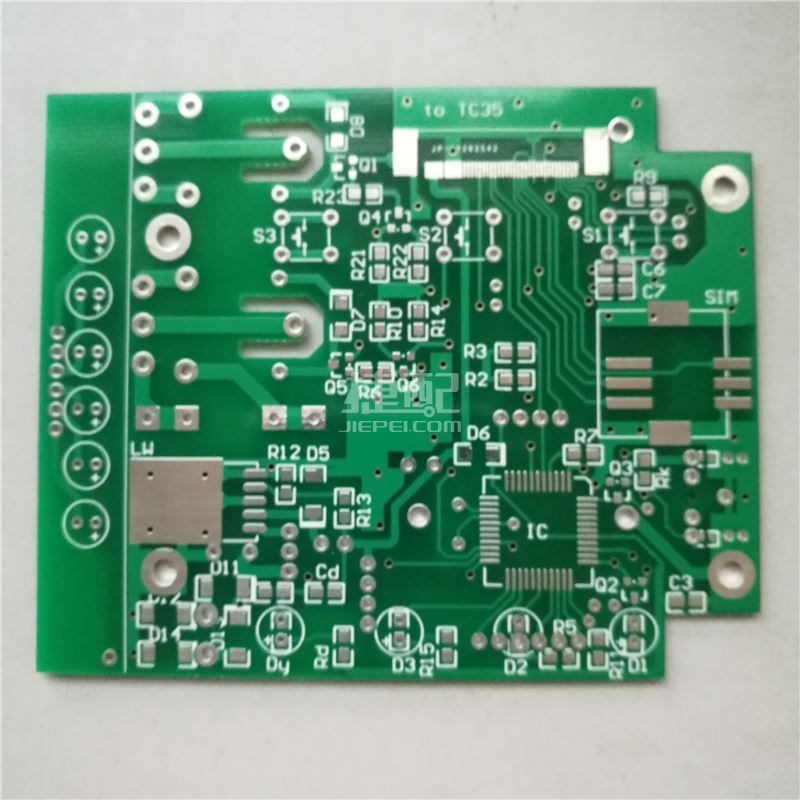 to TC35
D8
Q1
R23
R9
Q4
S3
S2
S1
R21
R22
C6
C7
SIM
D7
R10
R14
R3
R2
Q5
R6
Q6
捷配
JIEPEI.COM
LW
R12
D5
D6
R7
Q3
Rk
R13
IC
D11
Cd
Q2
C3
D14
Dy
Rd
D3
R15
D2
R5
R1
D1